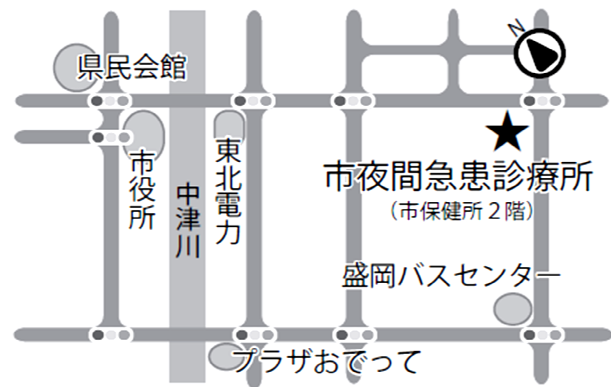 N
県民会館
市役所
中津川
東北電力
市夜間急患診療所
（市保健所２階）
盛岡バスセンター
プラザおでって